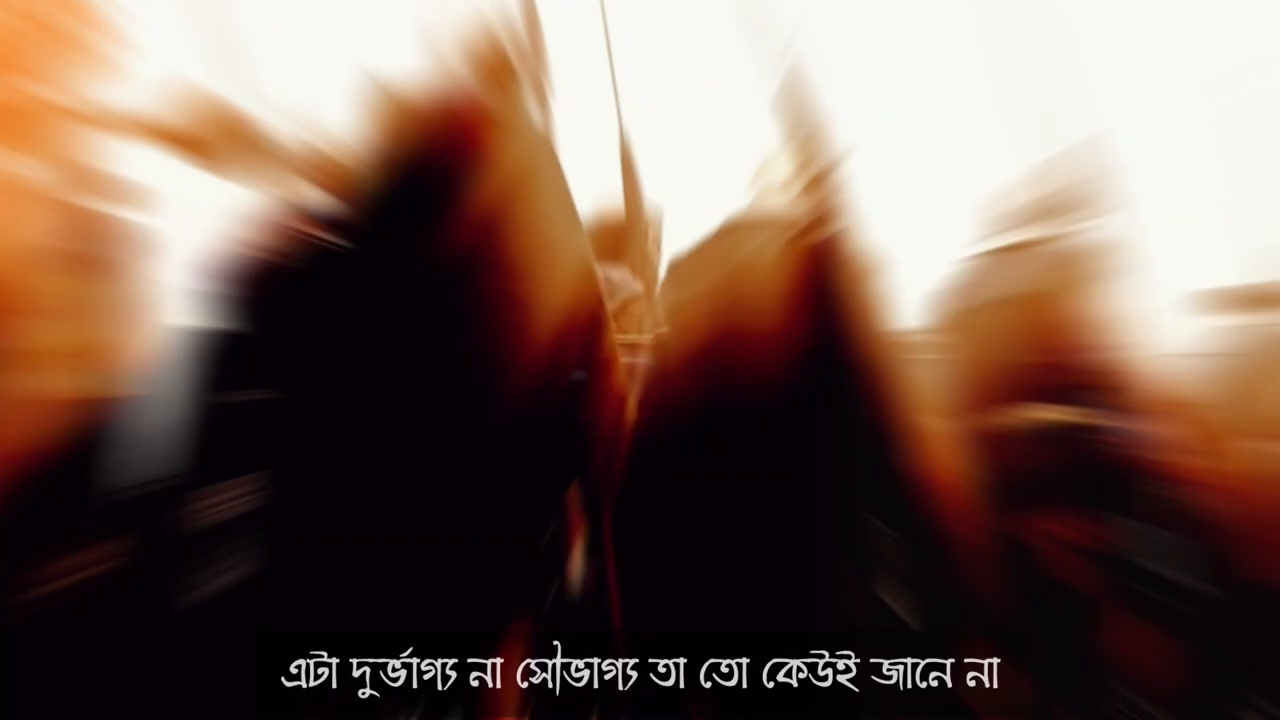 এটা দুর্ভাগ্য না সৌভাগ্য তা তো কেউই জানে না